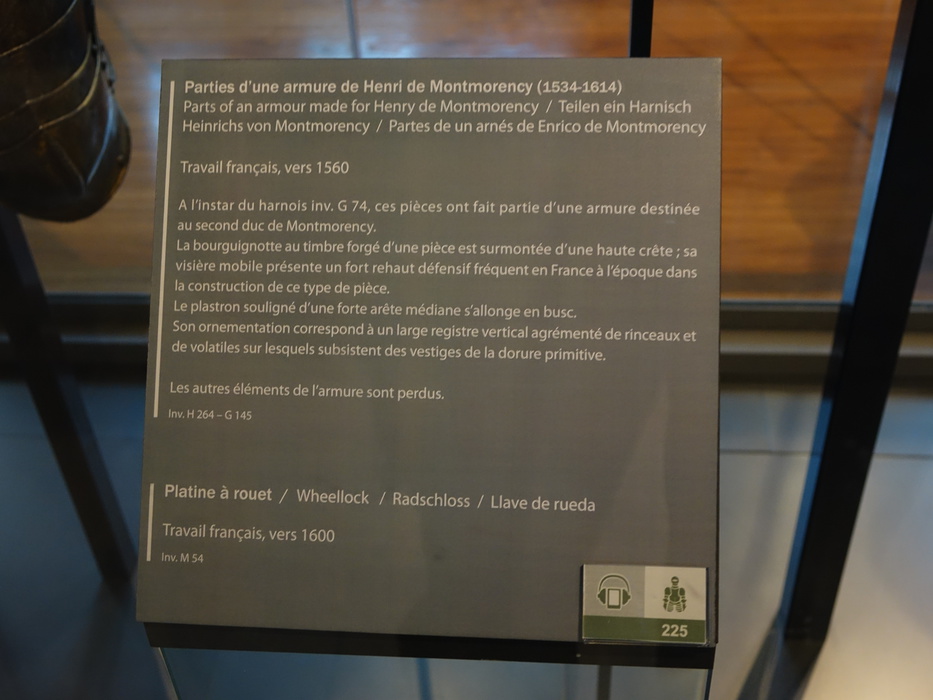 Parties d'une armure de Henri de Montmorency (1534-1614)
Parts of an armour made for Henry de Montmorency / Teilen ein Harnisch
Heinrichs von Montmorency / Partes de un arnés de Enrico de Montmorency
Travail français, vers 1560
A l'instar du harnois inv. G 74, ces pièces ont fait partie d'une armure destinée
au second duc de Montmorency.
La bourguignotte au timbre forgé d'une pièce est surmontée d'une haute crête ; sa
visière mobile présente un fort rehaut défensif fréquent en France à l'époque dans
la construction de ce type de pièce.
Le plastron souligné d'une forte arête médiane s'allonge en busc.
Son ornementation correspond à un large registre vertical agrémenté de rinceaux et
de volatiles sur lesquels subsistent des vestiges de la dorure primitive.
Les autres éléments de l'armure sont perdus.
Inv. H 264 – G 145
Platine à rouet / Wheellock / Radschloss / Llave de rueda
Travail français, vers 1600
Inv. M 54
225